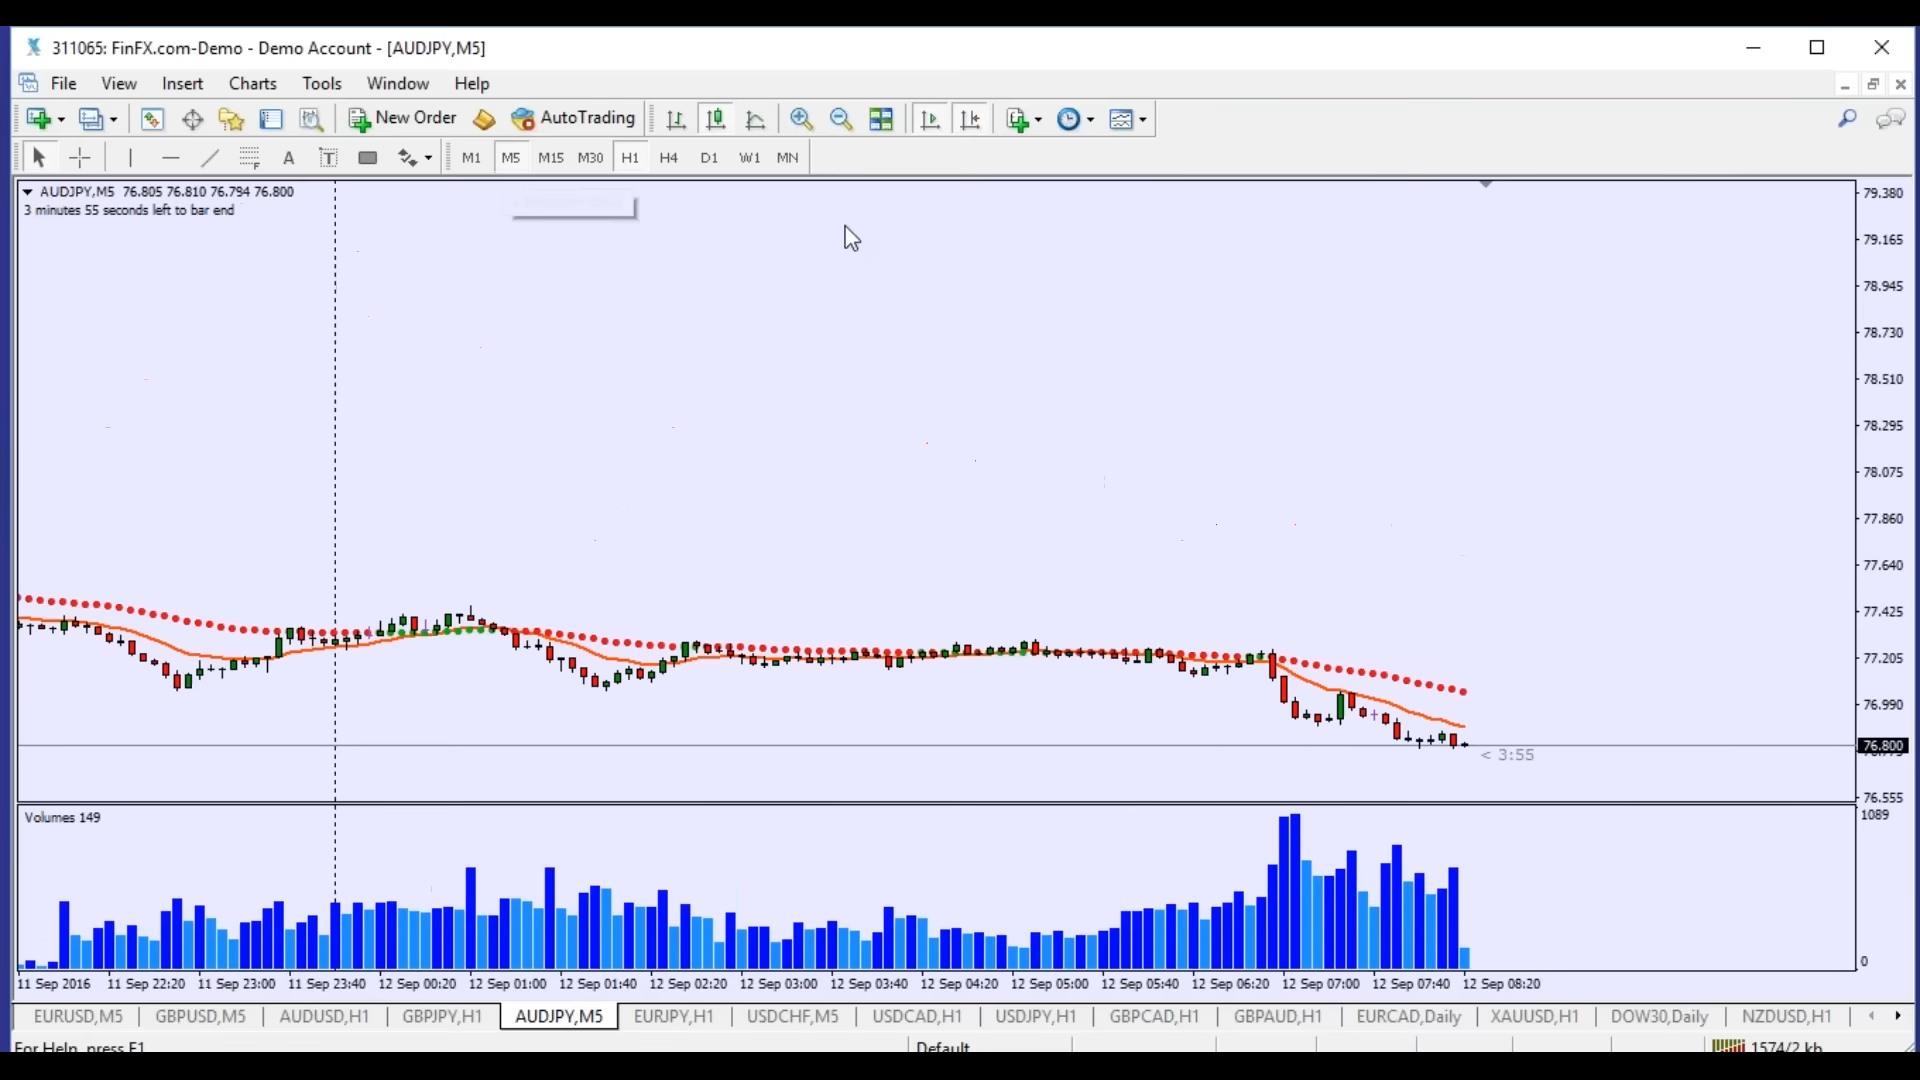 311065: FinFX.com-Demo - Demo Account - [AUDJPY,M5]
File View Insert Charts Tools Window Help
New Order AutoTrading
A T M1 M5 M15 M30 H1 H4 D1 W1 MN
AUDJPY,M5 76.805 76.810 76.794 76.800
3 minutes 55 seconds left to bar end
79.380
79.165
78.945
78.730
78.510
78.295
78.075
77.860
77.640
77.425
77.205
76.990
76.800
< 3:55
76.555
Volumes 149
1089
0
11 Sep 2016 11 Sep 22:20 11 Sep 23:00 11 Sep 23:40 12 Sep 00:20 12 Sep 01:00 12 Sep 01:40 12 Sep 02:20 12 Sep 03:00 12 Sep 03:40 12 Sep 04:20 12 Sep 05:00 12 Sep 05:40 12 Sep 06:20 12 Sep 07:00 12 Sep 07:40 12 Sep 08:20
EURUSD,M5 GBPUSD,M5 AUDUSD,H1 GBPJPY,H1 AUDJPY,M5 EURJPY,H1 USDCHF,M5 USDCAD,H1 USDJPY,H1 GBPCAD,H1 GBPAUD,H1 EURCAD,Daily XAUUSD,H1 DOW30,Daily NZDUSD,H1
For Help, press F1 Default 1574/2 kb